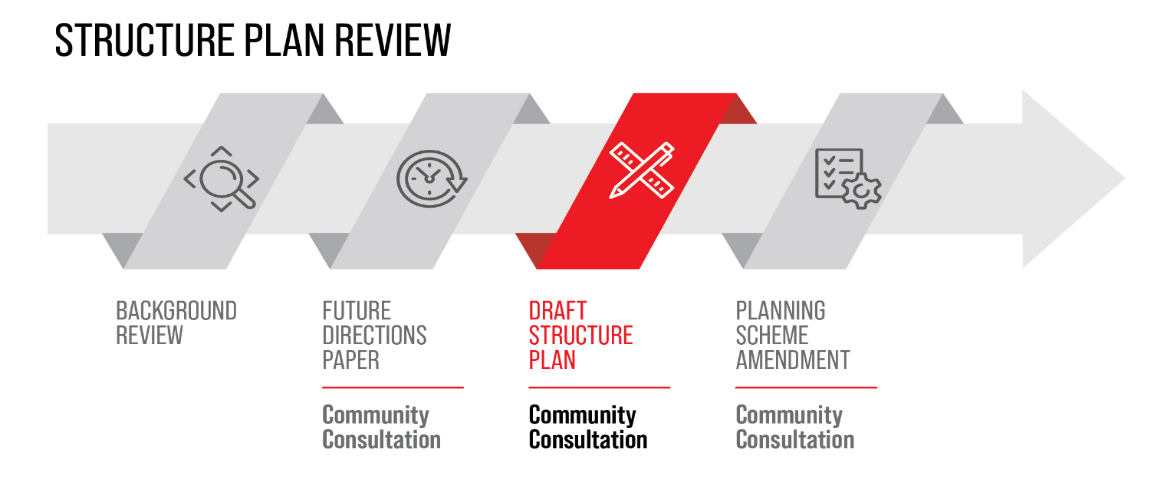 STRUCTURE PLAN REVIEW
BACKGROUND
REVIEW
FUTURE
DIRECTIONS
PAPER
Community
Consultation
DRAFT
STRUCTURE
PLAN
Community
Consultation
PLANNING
SCHEME
AMENDMENT
Community
Consultation